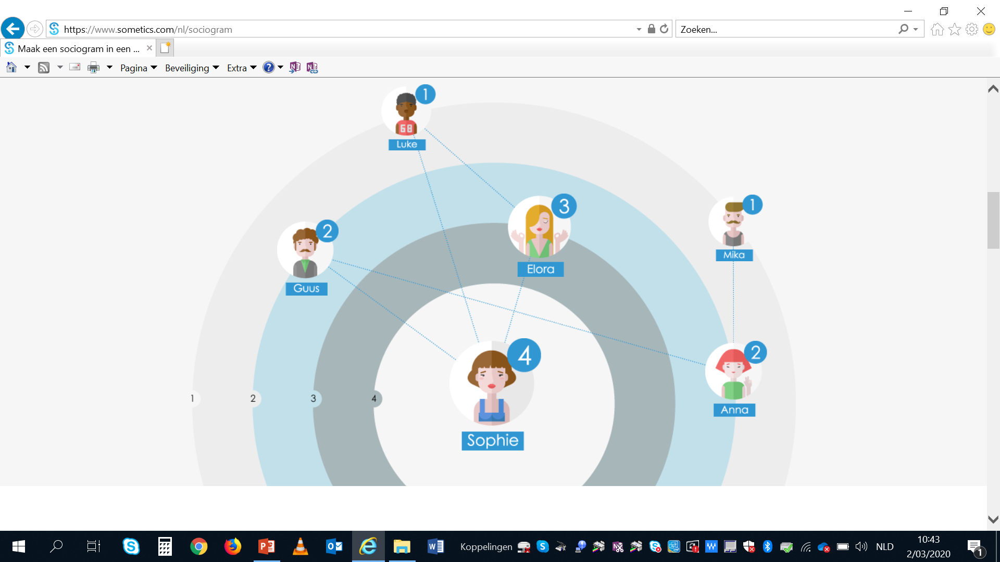 https://www.sometics.com/nl/sociogram
Zoeken...
Maak een sociogram in een ...
Pagina
Beveiliging
Extra
1
68
Luke
3
Elora
1
Mika
2
Guus
4
Sophie
2
Anna
1 2 3 4
Koppelingen
NLD
10:43
2/03/2020
1